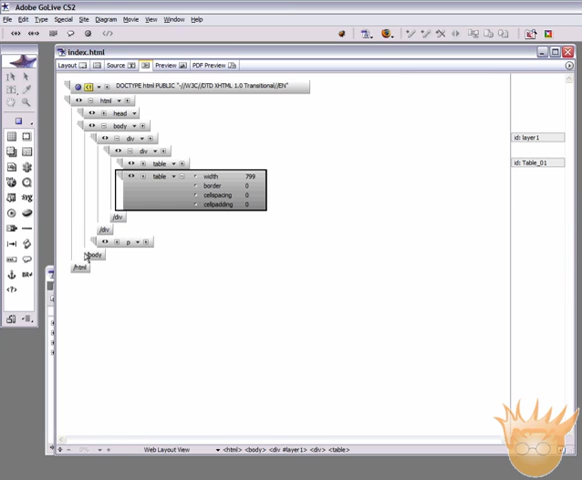 Adobe GoLive CS2
File Edit Type Special Site Diagram Movie View Window Help
index.html
Layout Source Preview PDF Preview
DOCTYPE html PUBLIC "-//W3C//DTD XHTML 1.0 Transitional//EN"
html
head
body
div
id: layer1
div
table
id: Table_01
table width 799
border 0
cellspacing 0
cellpadding 0
/div
/div
p
/body
/html
Web Layout View <html> <body> <div #layer1> <div> <table>